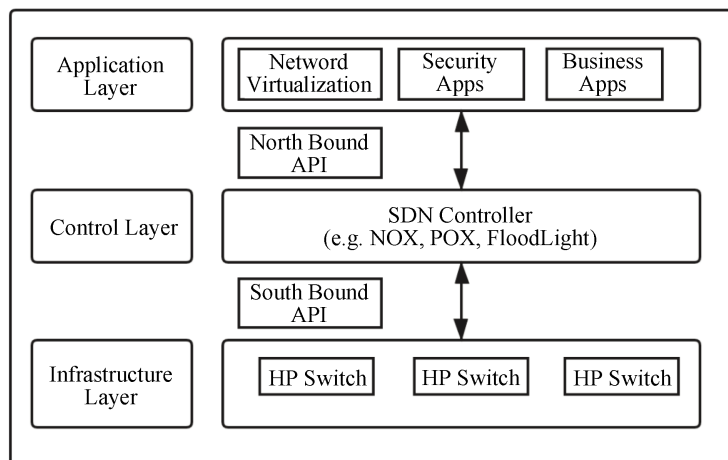 Application
Layer
Netword
Virtualization
Security
Apps
Business
Apps
North Bound
API
Control Layer
SDN Controller
(e.g. NOX, POX, FloodLight)
South Bound
API
Infrastructure
Layer
HP Switch
HP Switch
HP Switch